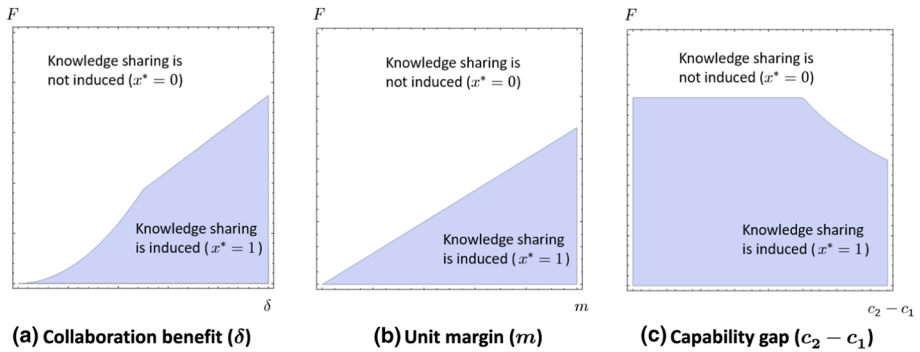 F
Knowledge sharing is
not induced (x* = 0)
Knowledge sharing
is induced (x* = 1)
δ
(a) Collaboration benefit (δ)
F
Knowledge sharing is
not induced (x* = 0)
Knowledge sharing
is induced (x* = 1)
m
(b) Unit margin (m)
F
Knowledge sharing is
not induced (x* = 0)
Knowledge sharing
is induced (x* = 1)
c₂ − c₁
(c) Capability gap (c₂ − c₁)